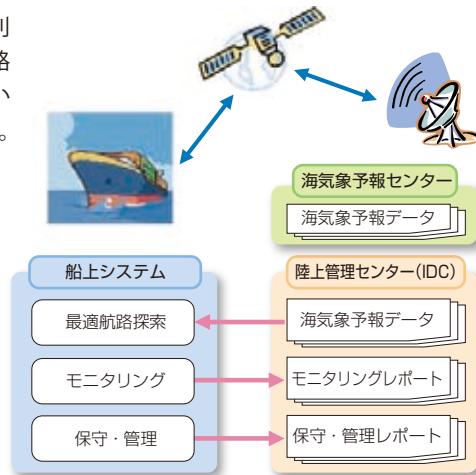 別
各
い
。
海気象予報センター
海気象予報データ
船上システム
陸上管理センター(IDC)
最適航路探索
海気象予報データ
モニタリング
モニタリングレポート
保守・管理
保守・管理レポート